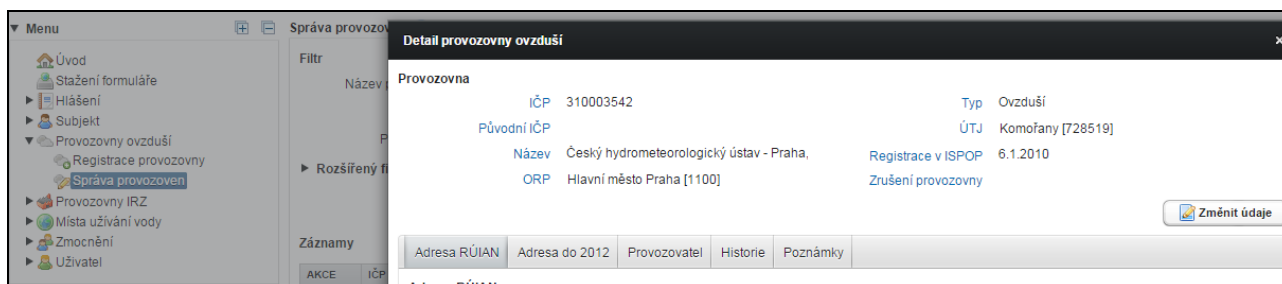 Menu
Úvod
Stažení formuláře
Hlášení
Subjekt
Provozovny ovzduší
Registrace provozovny
Správa provozoven
Provozovny IRZ
Místa užívání vody
Zmocnění
Uživatel
Správa provozov
Filtr
Název p
P
Rozšířený fi
Záznamy
AKCE IČP
Detail provozovny ovzduší ×
Provozovna
IČP 310003542 Typ Ovzduší
Původní IČP ÚTJ Komořany [728519]
Název Český hydrometeorologický ústav - Praha, Registrace v ISPOP 6.1.2010
ORP Hlavní město Praha [1100] Zrušení provozovny
Změnit údaje
Adresa RÚIAN Adresa do 2012 Provozovatel Historie Poznámky